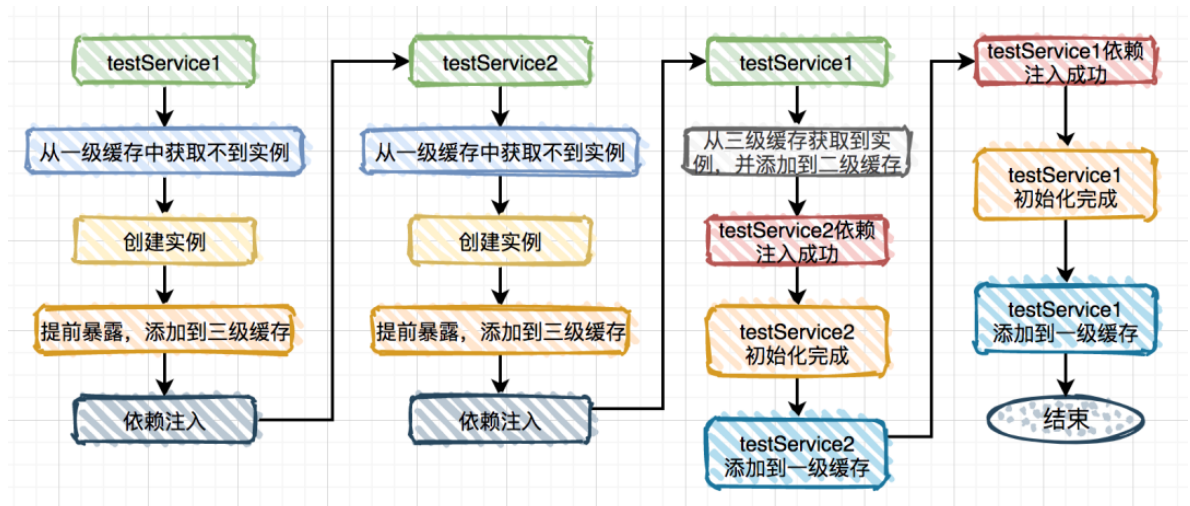 testService1
从一级缓存中获取不到实例
创建实例
提前暴露，添加到三级缓存
依赖注入
testService2
从一级缓存中获取不到实例
创建实例
提前暴露，添加到三级缓存
依赖注入
testService1
从三级缓存获取到实
例，并添加到二级缓存
testService2依赖
注入成功
testService2
初始化完成
testService2
添加到一级缓存
testService1依赖
注入成功
testService1
初始化完成
testService1
添加到一级缓存
结束